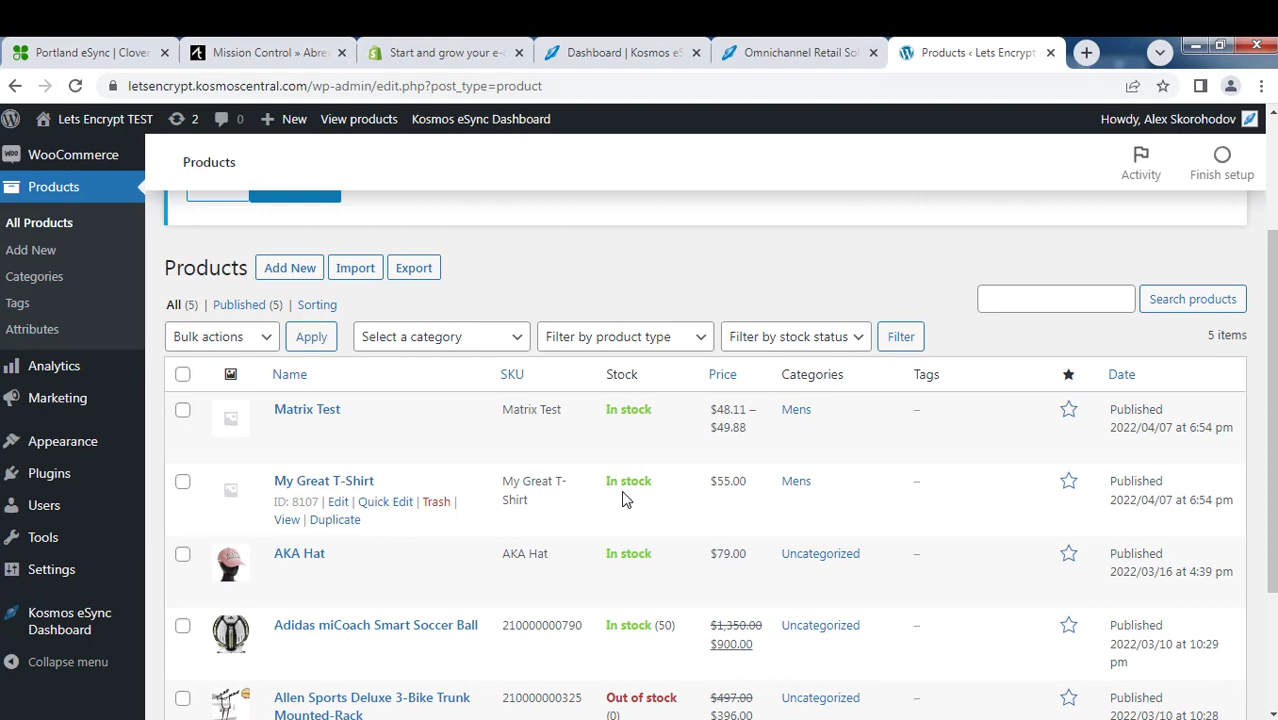 Portland eSync | Clover
Mission Control » Abre
Start and grow your e-
Dashboard | Kosmos eS
Omnichannel Retail Sol
Products ‹ Lets Encrypt
letsencrypt.kosmoscentral.com/wp-admin/edit.php?post_type=product
Lets Encrypt TEST
2
0
New
View products
Kosmos eSync Dashboard
Howdy, Alex Skorohodov
WooCommerce
Products
All Products
Add New
Categories
Tags
Attributes
Analytics
Marketing
Appearance
Plugins
Users
Tools
Settings
Kosmos eSync
Dashboard
Collapse menu
Products
Activity
Finish setup
Products
Add New
Import
Export
All (5) | Published (5) | Sorting
Search products
Bulk actions
Apply
Select a category
Filter by product type
Filter by stock status
Filter
5 items
Name
SKU
Stock
Price
Categories
Tags
Date
Matrix Test
Matrix Test
In stock
$48.11 –
$49.88
Mens
–
Published
2022/04/07 at 6:54 pm
My Great T-Shirt
ID: 8107 | Edit | Quick Edit | Trash |
View | Duplicate
My Great T-
Shirt
In stock
$55.00
Mens
–
Published
2022/04/07 at 6:54 pm
AKA Hat
AKA Hat
In stock
$79.00
Uncategorized
–
Published
2022/03/16 at 4:39 pm
Adidas miCoach Smart Soccer Ball
210000000790
In stock (50)
$1,350.00
$900.00
Uncategorized
–
Published
2022/03/10 at 10:29
pm
Allen Sports Deluxe 3-Bike Trunk
Mounted-Rack
210000000325
Out of stock
(0)
$497.00
$396.00
Uncategorized
–
Published
2022/03/10 at 10:28